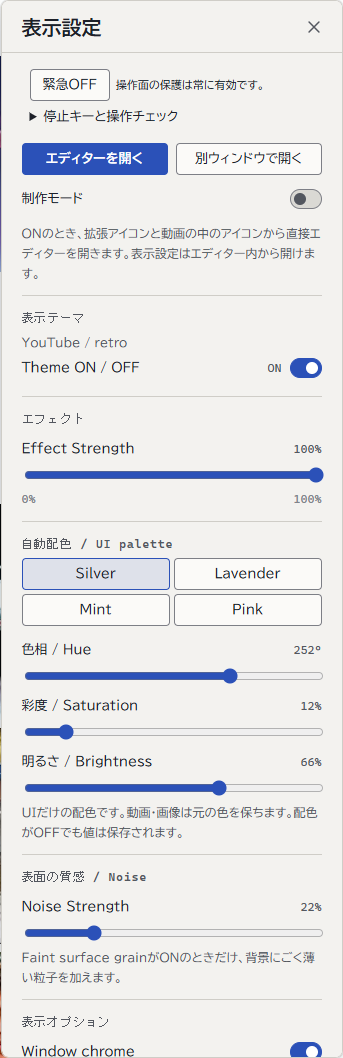 表示設定
緊急OFF 操作面の保護は常に有効です。
▶ 停止キーと操作チェック
エディターを開く 別ウィンドウで開く
制作モード
ONのとき、拡張アイコンと動画の中のアイコンから直接エ
ディターを開きます。表示設定はエディター内から開けま
す。
表示テーマ
YouTube / retro
Theme ON / OFF ON
エフェクト
Effect Strength 100%
0% 100%
自動配色 / UI palette
Silver Lavender
Mint Pink
色相 / Hue 252°
彩度 / Saturation 12%
明るさ / Brightness 66%
UIだけの配色です。動画・画像は元の色を保ちます。配色
がOFFでも値は保存されます。
表面の質感 / Noise
Noise Strength 22%
Faint surface grainがONのときだけ、背景にごく薄
い粒子を加えます。
表示オプション
Window chrome